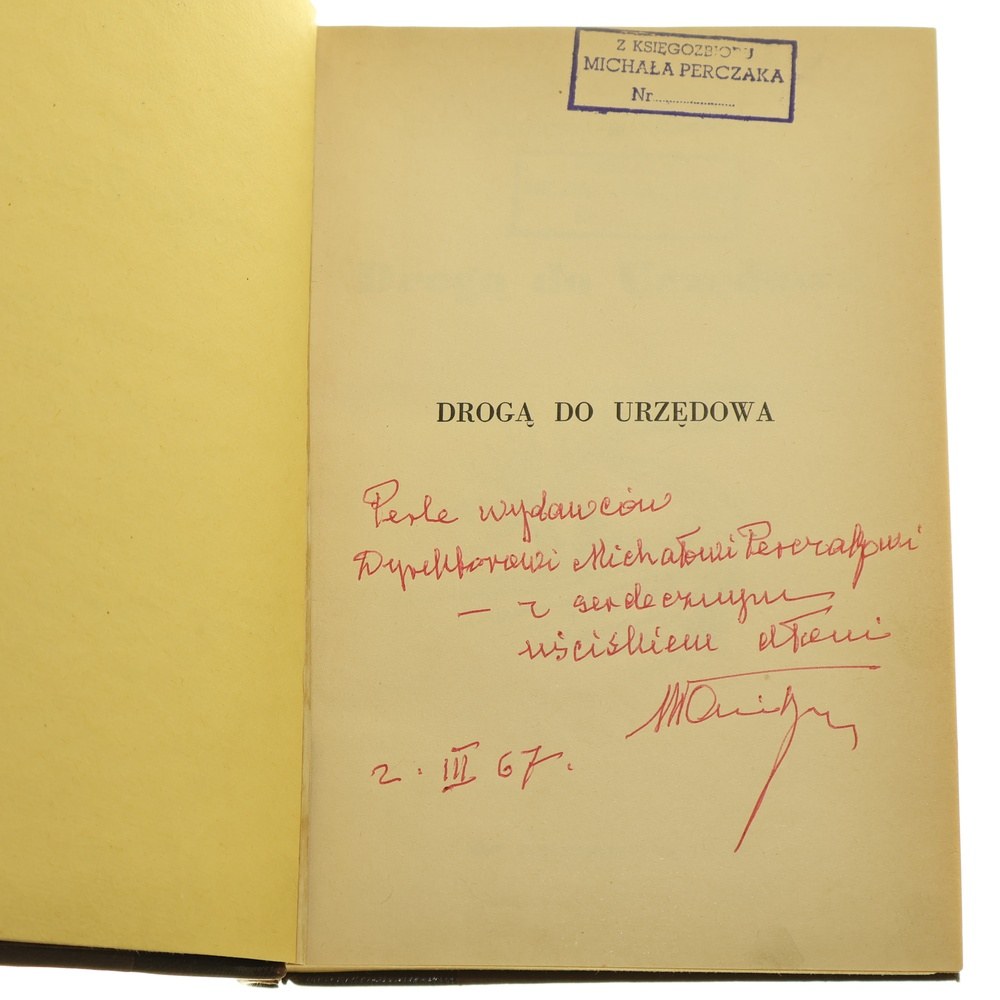 Z KSIĘGOZBIORU
MICHAŁA PERCZAKA
Nr....................
DROGĄ DO URZĘDOWA
Perle wydawców
Dyrektorowi Michałowi Perczakowi
— z serdecznym
uściskiem dłoni
2. III 67.